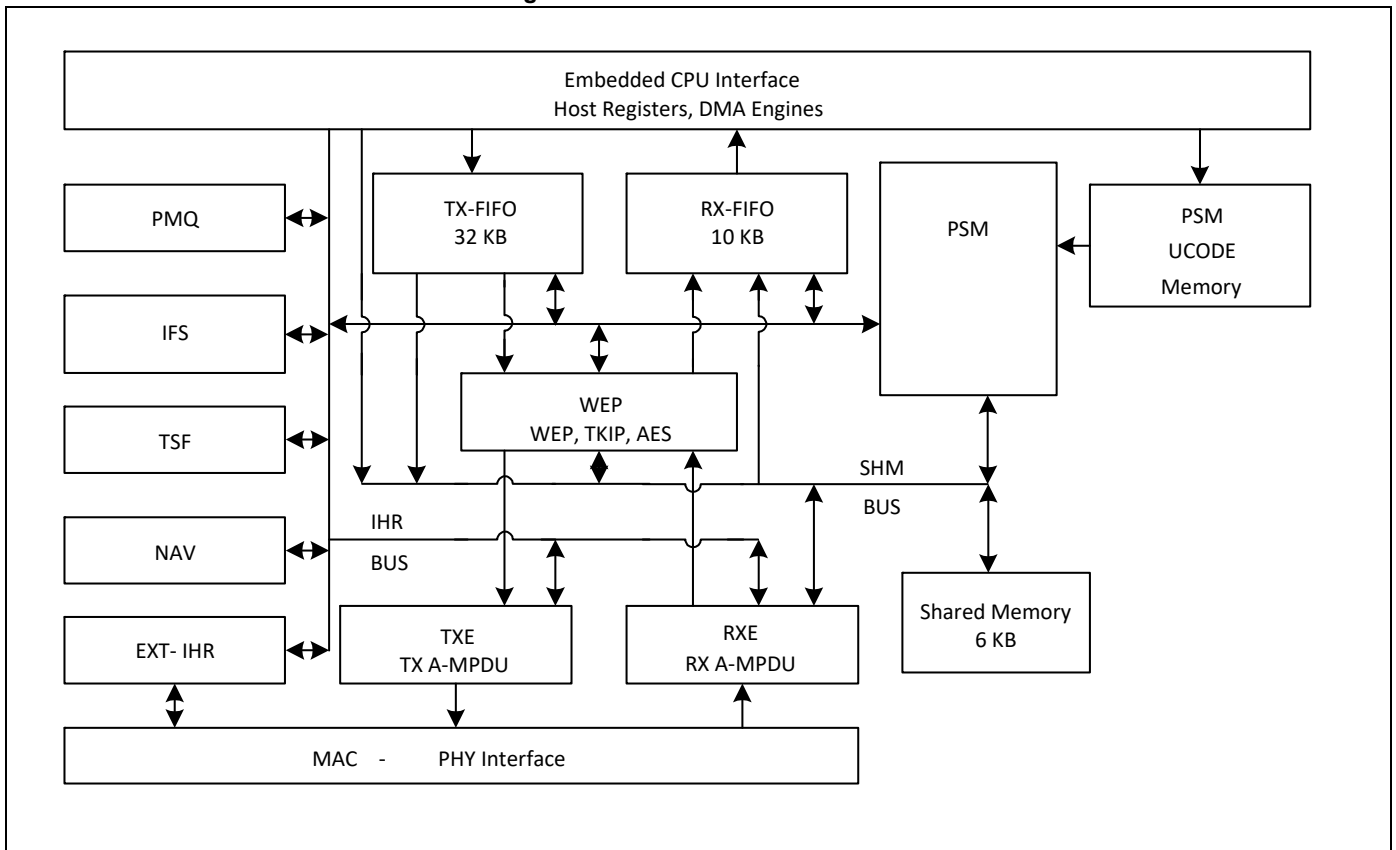 Embedded CPU Interface
Host Registers, DMA Engines
PMQ
TX-FIFO
32 KB
RX-FIFO
10 KB
PSM
PSM
UCODE
Memory
IFS
WEP
WEP, TKIP, AES
TSF
SHM
BUS
IHR
BUS
NAV
Shared Memory
6 KB
EXT- IHR
TXE
TX A-MPDU
RXE
RX A-MPDU
MAC - PHY Interface